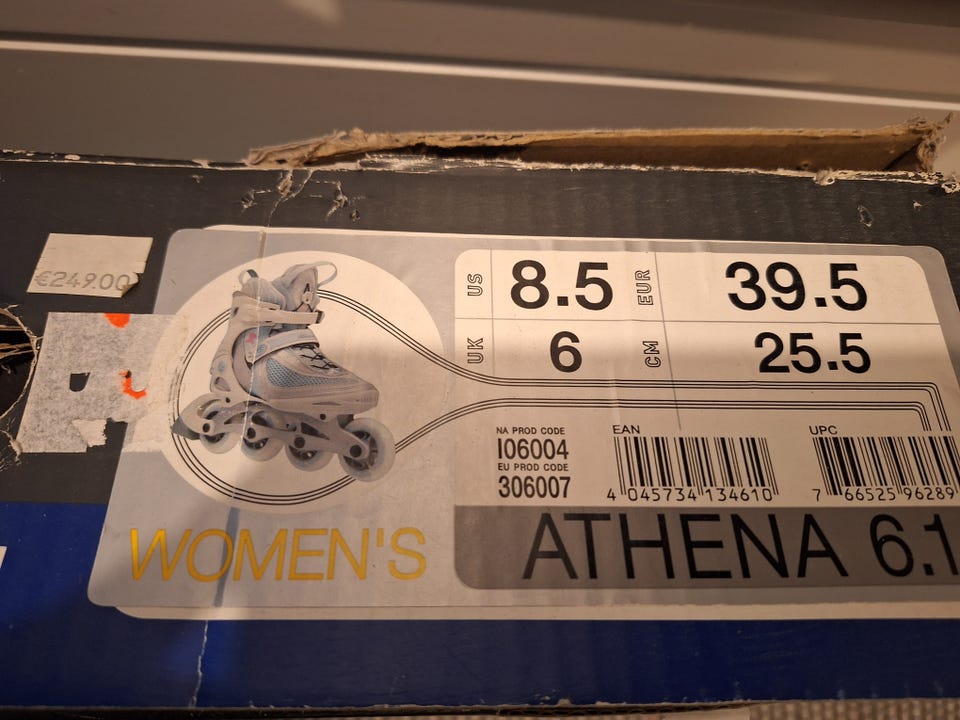 €249.00
US 8.5 EUR 39.5
UK 6 CM 25.5
NA PROD CODE
I06004
EU PROD CODE
306007
EAN
4 045734 134610
UPC
7 66525 96289
WOMEN'S
ATHENA 6.1